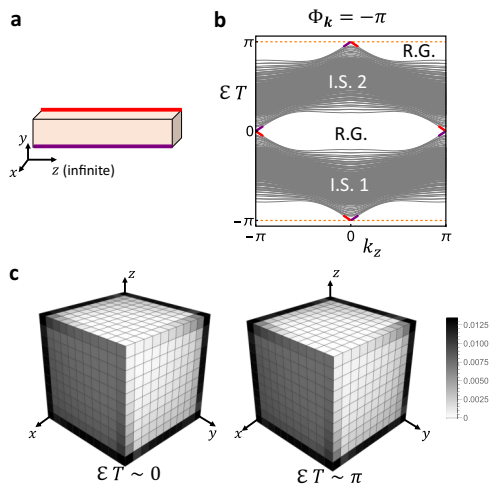 a
y
x
z (infinite)
b
Φ𝒌 = −π
π
R.G.
I.S. 2
ℰ T
0
R.G.
I.S. 1
−π
−π
0
π
k_z
c
z
x
y
ℰ T ~ 0
z
x
y
ℰ T ~ π
0.0125
0.0100
0.0075
0.0050
0.0025
0